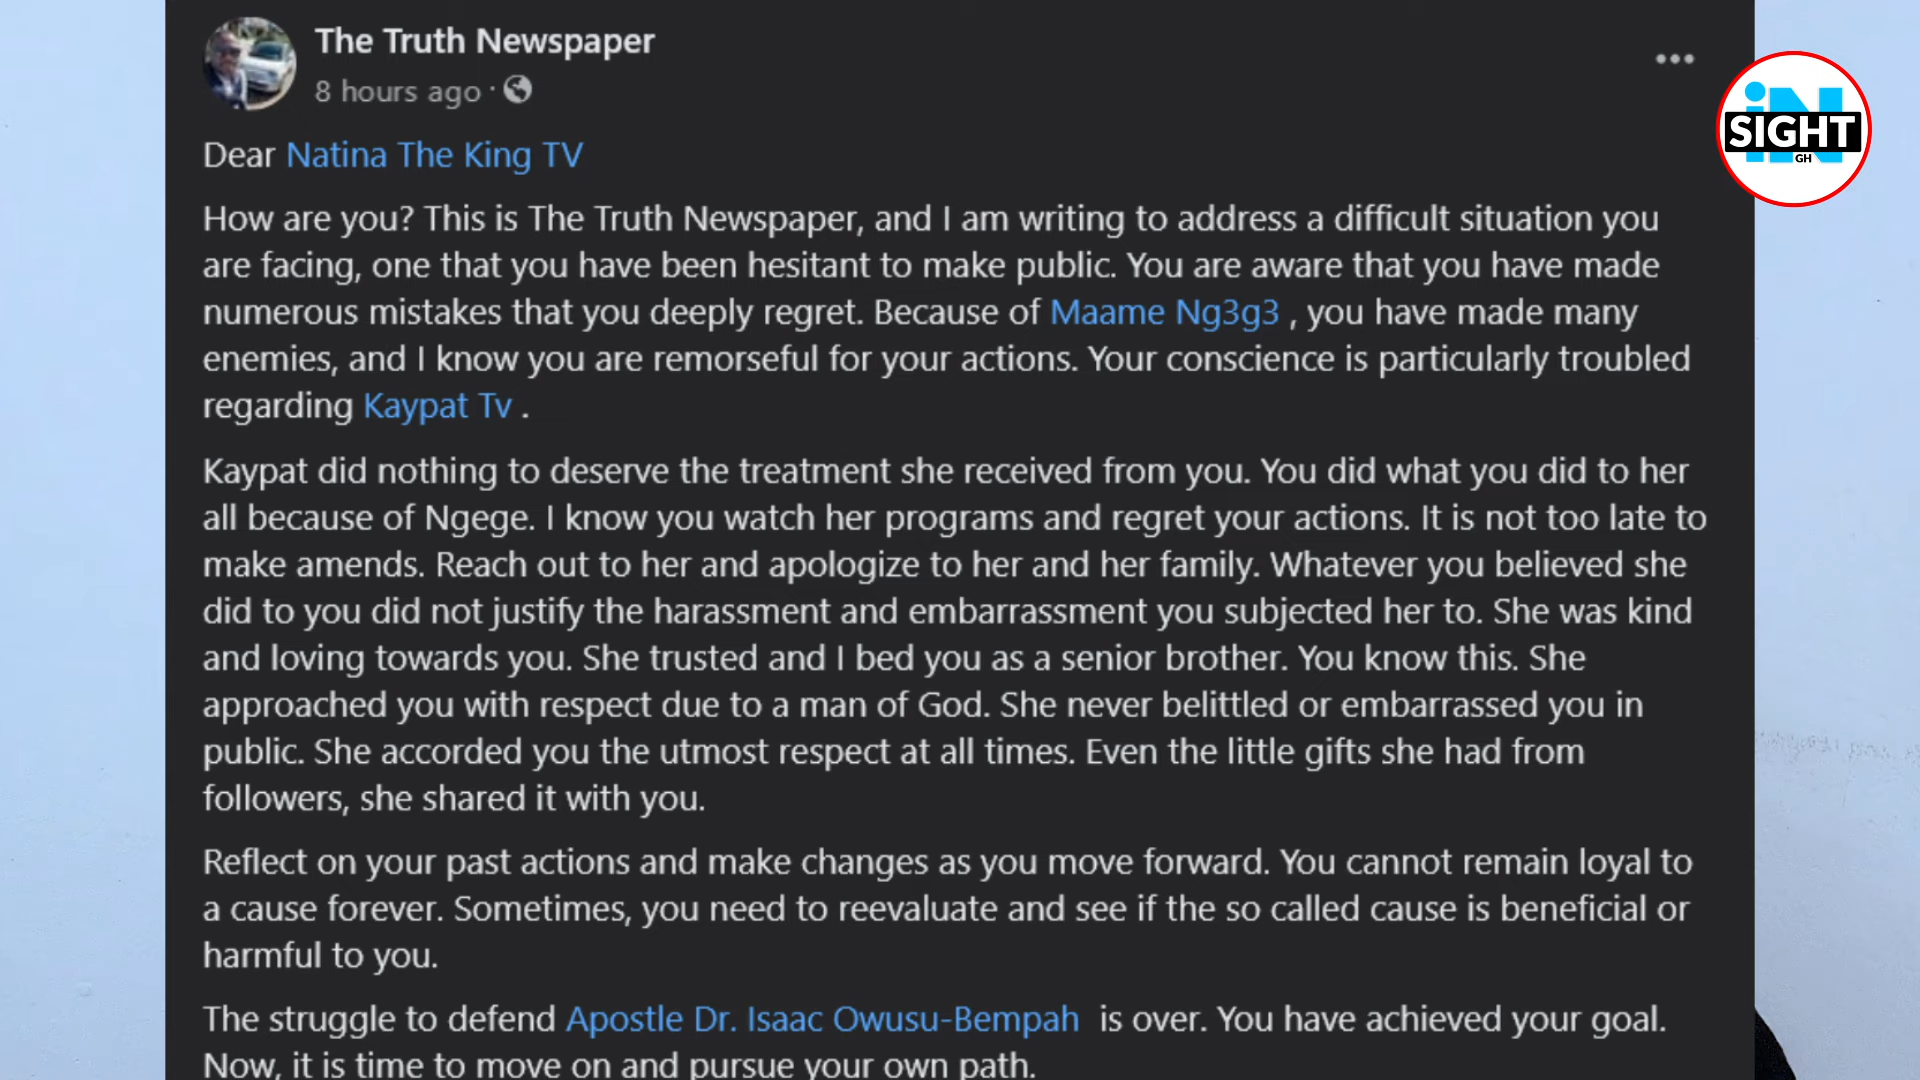 The Truth Newspaper
8 hours ago ·
Dear Natina The King TV
How are you? This is The Truth Newspaper, and I am writing to address a difficult situation you
are facing, one that you have been hesitant to make public. You are aware that you have made
numerous mistakes that you deeply regret. Because of Maame Ng3g3 , you have made many
enemies, and I know you are remorseful for your actions. Your conscience is particularly troubled
regarding Kaypat Tv .
Kaypat did nothing to deserve the treatment she received from you. You did what you did to her
all because of Ngege. I know you watch her programs and regret your actions. It is not too late to
make amends. Reach out to her and apologize to her and her family. Whatever you believed she
did to you did not justify the harassment and embarrassment you subjected her to. She was kind
and loving towards you. She trusted and I bed you as a senior brother. You know this. She
approached you with respect due to a man of God. She never belittled or embarrassed you in
public. She accorded you the utmost respect at all times. Even the little gifts she had from
followers, she shared it with you.
Reflect on your past actions and make changes as you move forward. You cannot remain loyal to
a cause forever. Sometimes, you need to reevaluate and see if the so called cause is beneficial or
harmful to you.
The struggle to defend Apostle Dr. Isaac Owusu-Bempah is over. You have achieved your goal.
Now, it is time to move on and pursue your own path.
iN
SIGHT
GH